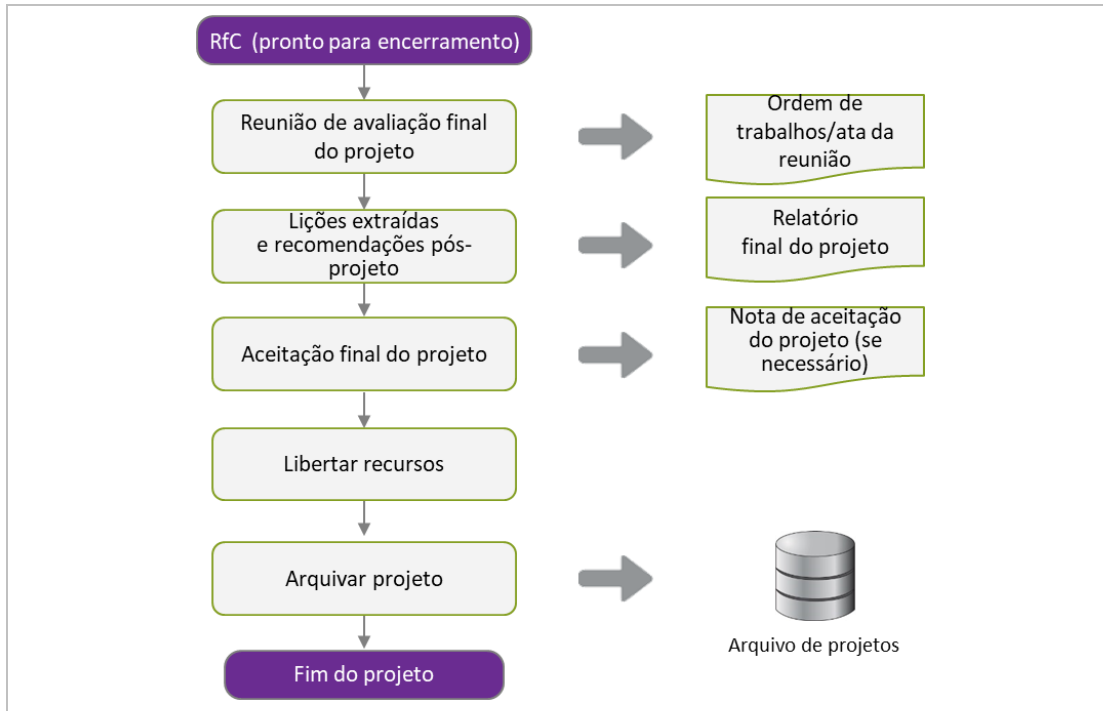 RfC (pronto para encerramento)
Reunião de avaliação final
do projeto
Ordem de
trabalhos/ata da
reunião
Lições extraídas
e recomendações pós-
projeto
Relatório
final do projeto
Aceitação final do projeto
Nota de aceitação
do projeto (se
necessário)
Libertar recursos
Arquivar projeto
Arquivo de projetos
Fim do projeto